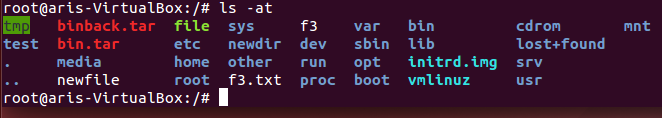 root@aris-VirtualBox:/# ls -at
tmp binback.tar file sys f3 var bin cdrom mnt
test bin.tar etc newdir dev sbin lib lost+found
. media home other run opt initrd.img srv
.. newfile root f3.txt proc boot vmlinuz usr
root@aris-VirtualBox:/#